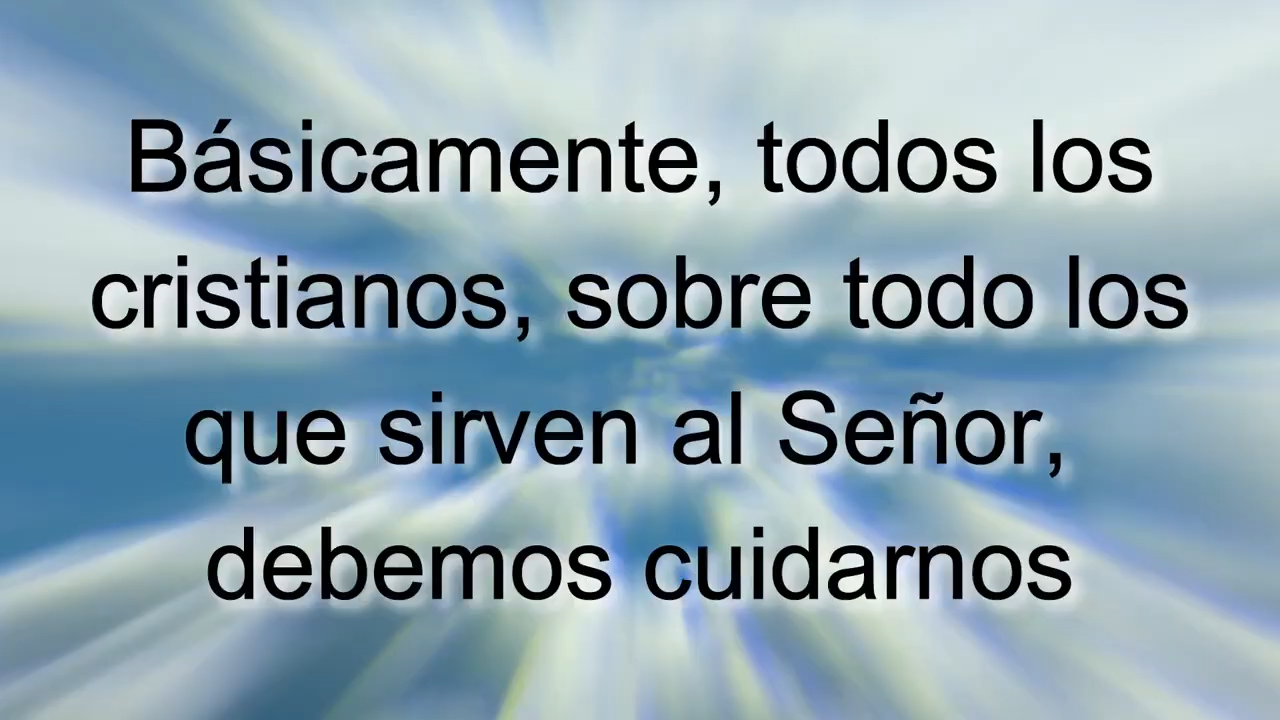 Básicamente, todos los
cristianos, sobre todo los
que sirven al Señor,
debemos cuidarnos